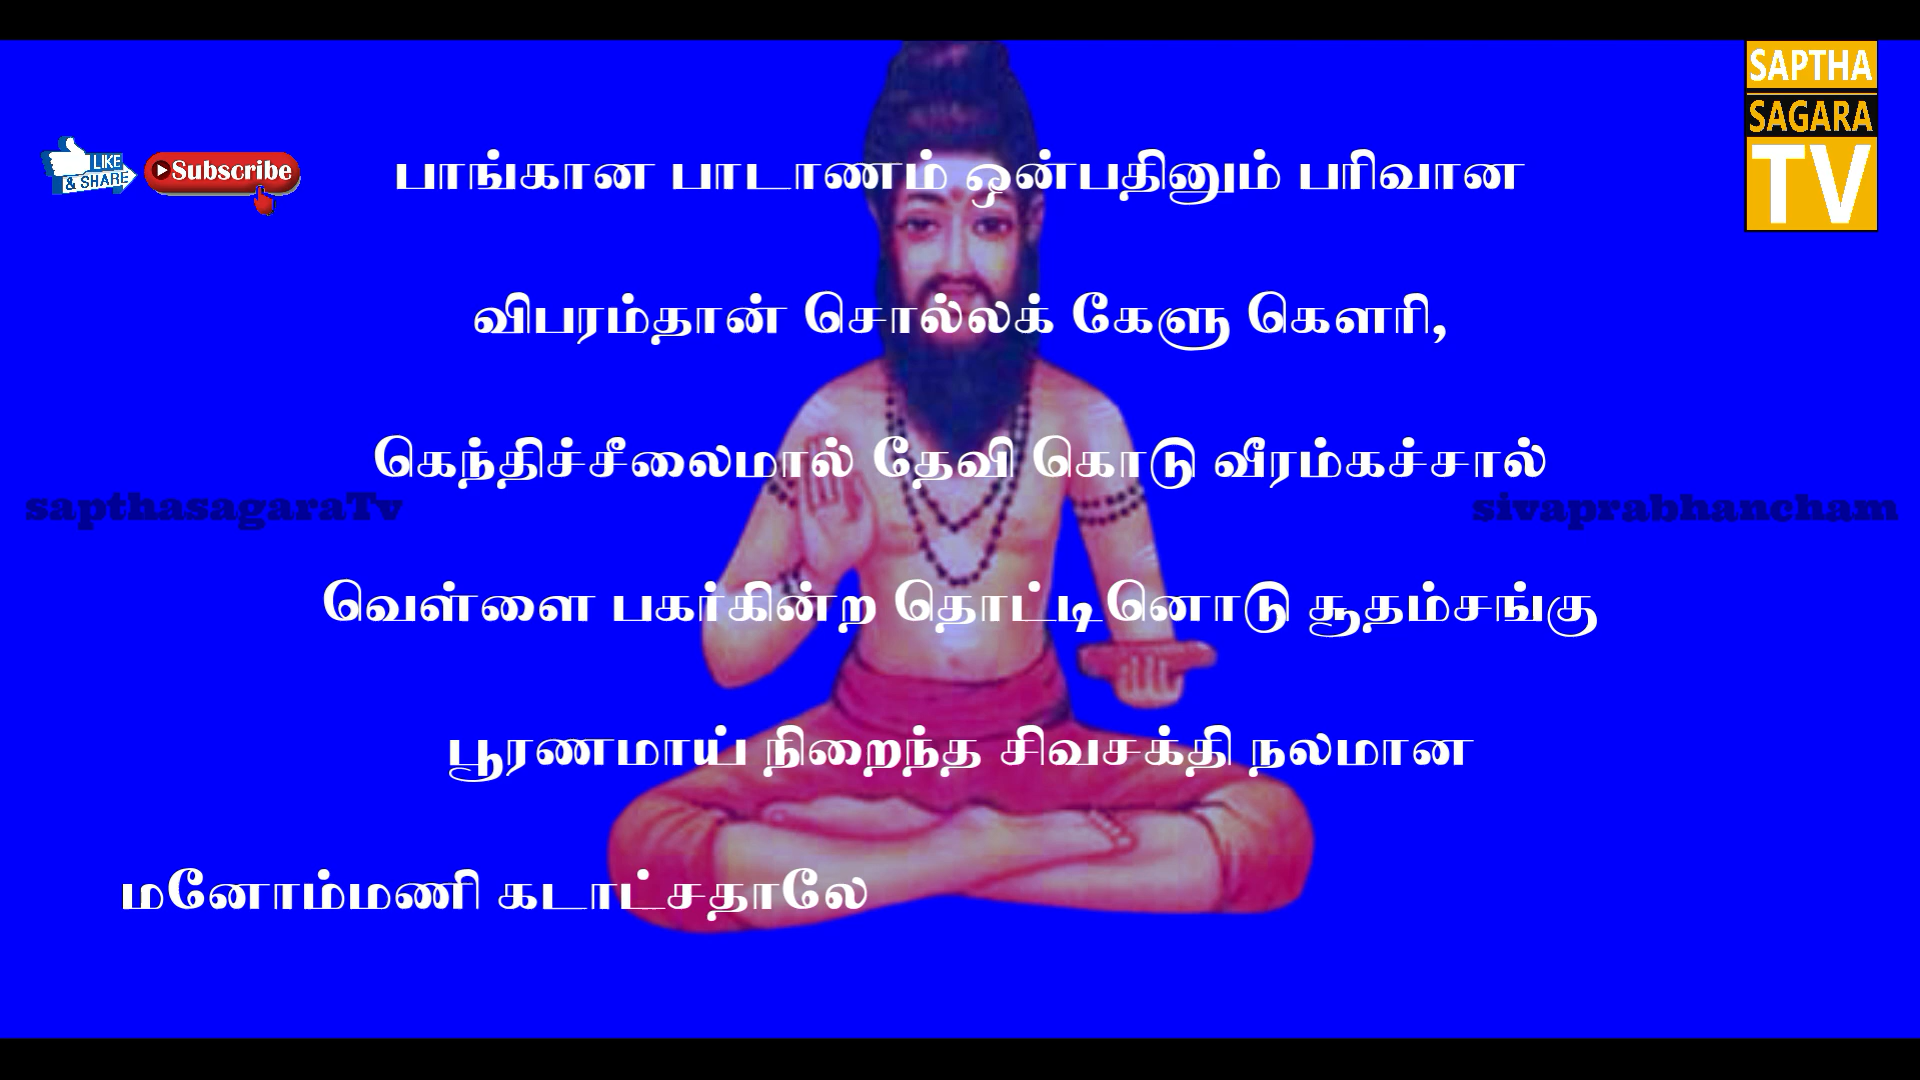 SAPTHA
SAGARA
TV
LIKE
& SHARE
Subscribe
பாங்கான பாடாணம் ஒன்பதினும் பரிவான
விபரம்தான் சொல்லக் கேளு கௌரி,
கெந்திச்சீலைமால் தேவி கொடு வீரம்கச்சால்
sapthasagaraTv
sivaprabhancham
வெள்ளை பகர்கின்ற தொட்டினொடு சூதம்சங்கு
பூரணமாய் நிறைந்த சிவசக்தி நலமான
மனோம்மணி கடாட்சதாலே